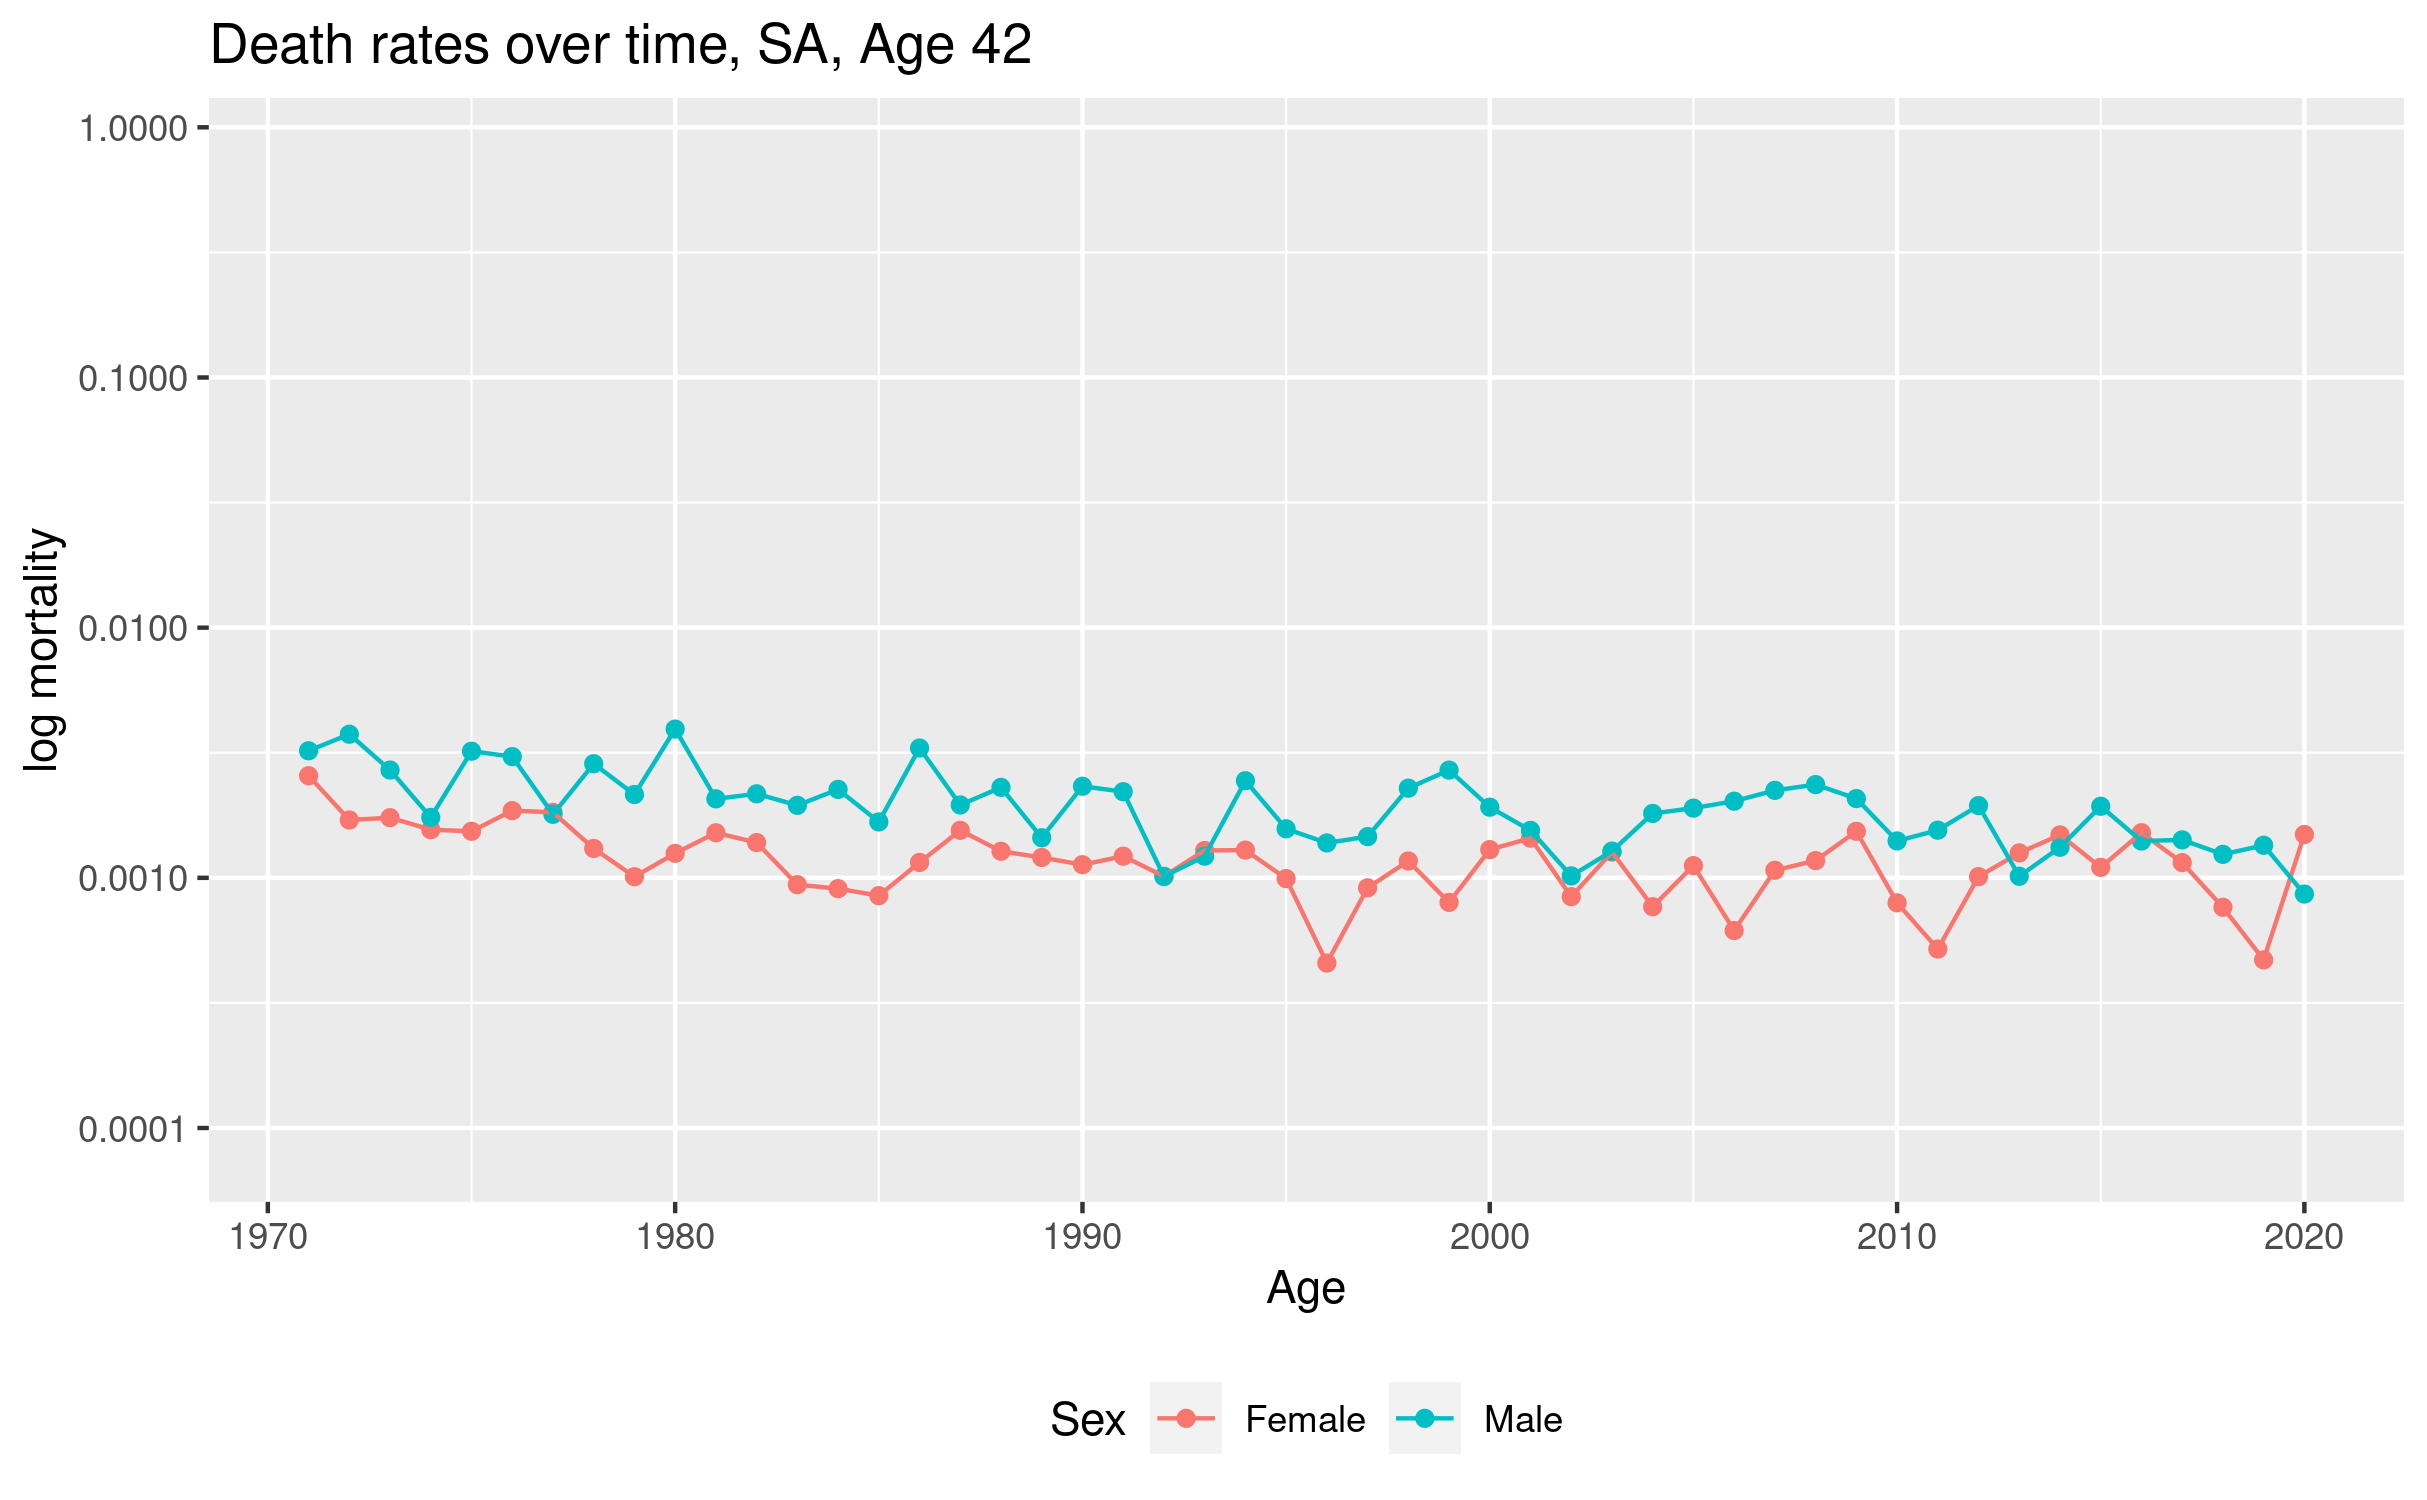 Death rates over time, SA, Age 42
log mortality
1.0000
0.1000
0.0100
0.0010
0.0001
1970 1980 1990 2000 2010 2020
Age
Sex Female Male